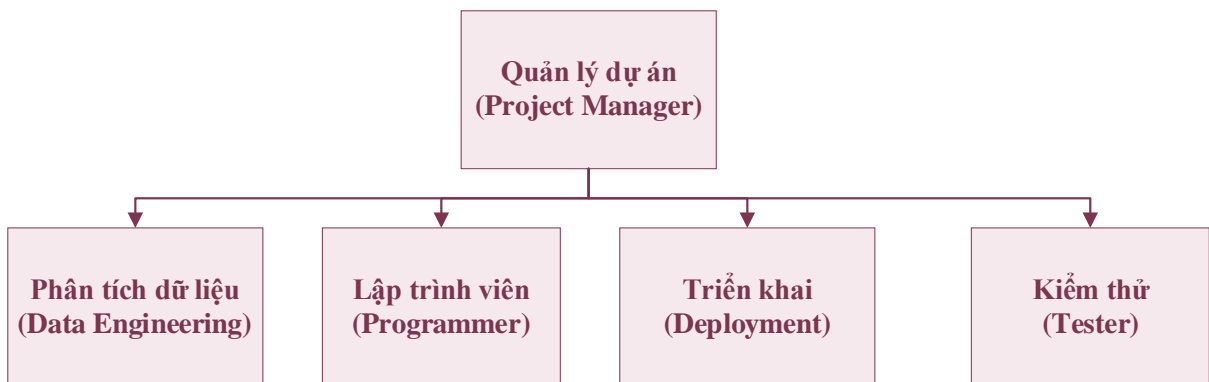 Quản lý dự án
(Project Manager)
Phân tích dữ liệu
(Data Engineering)
Lập trình viên
(Programmer)
Triển khai
(Deployment)
Kiểm thử
(Tester)